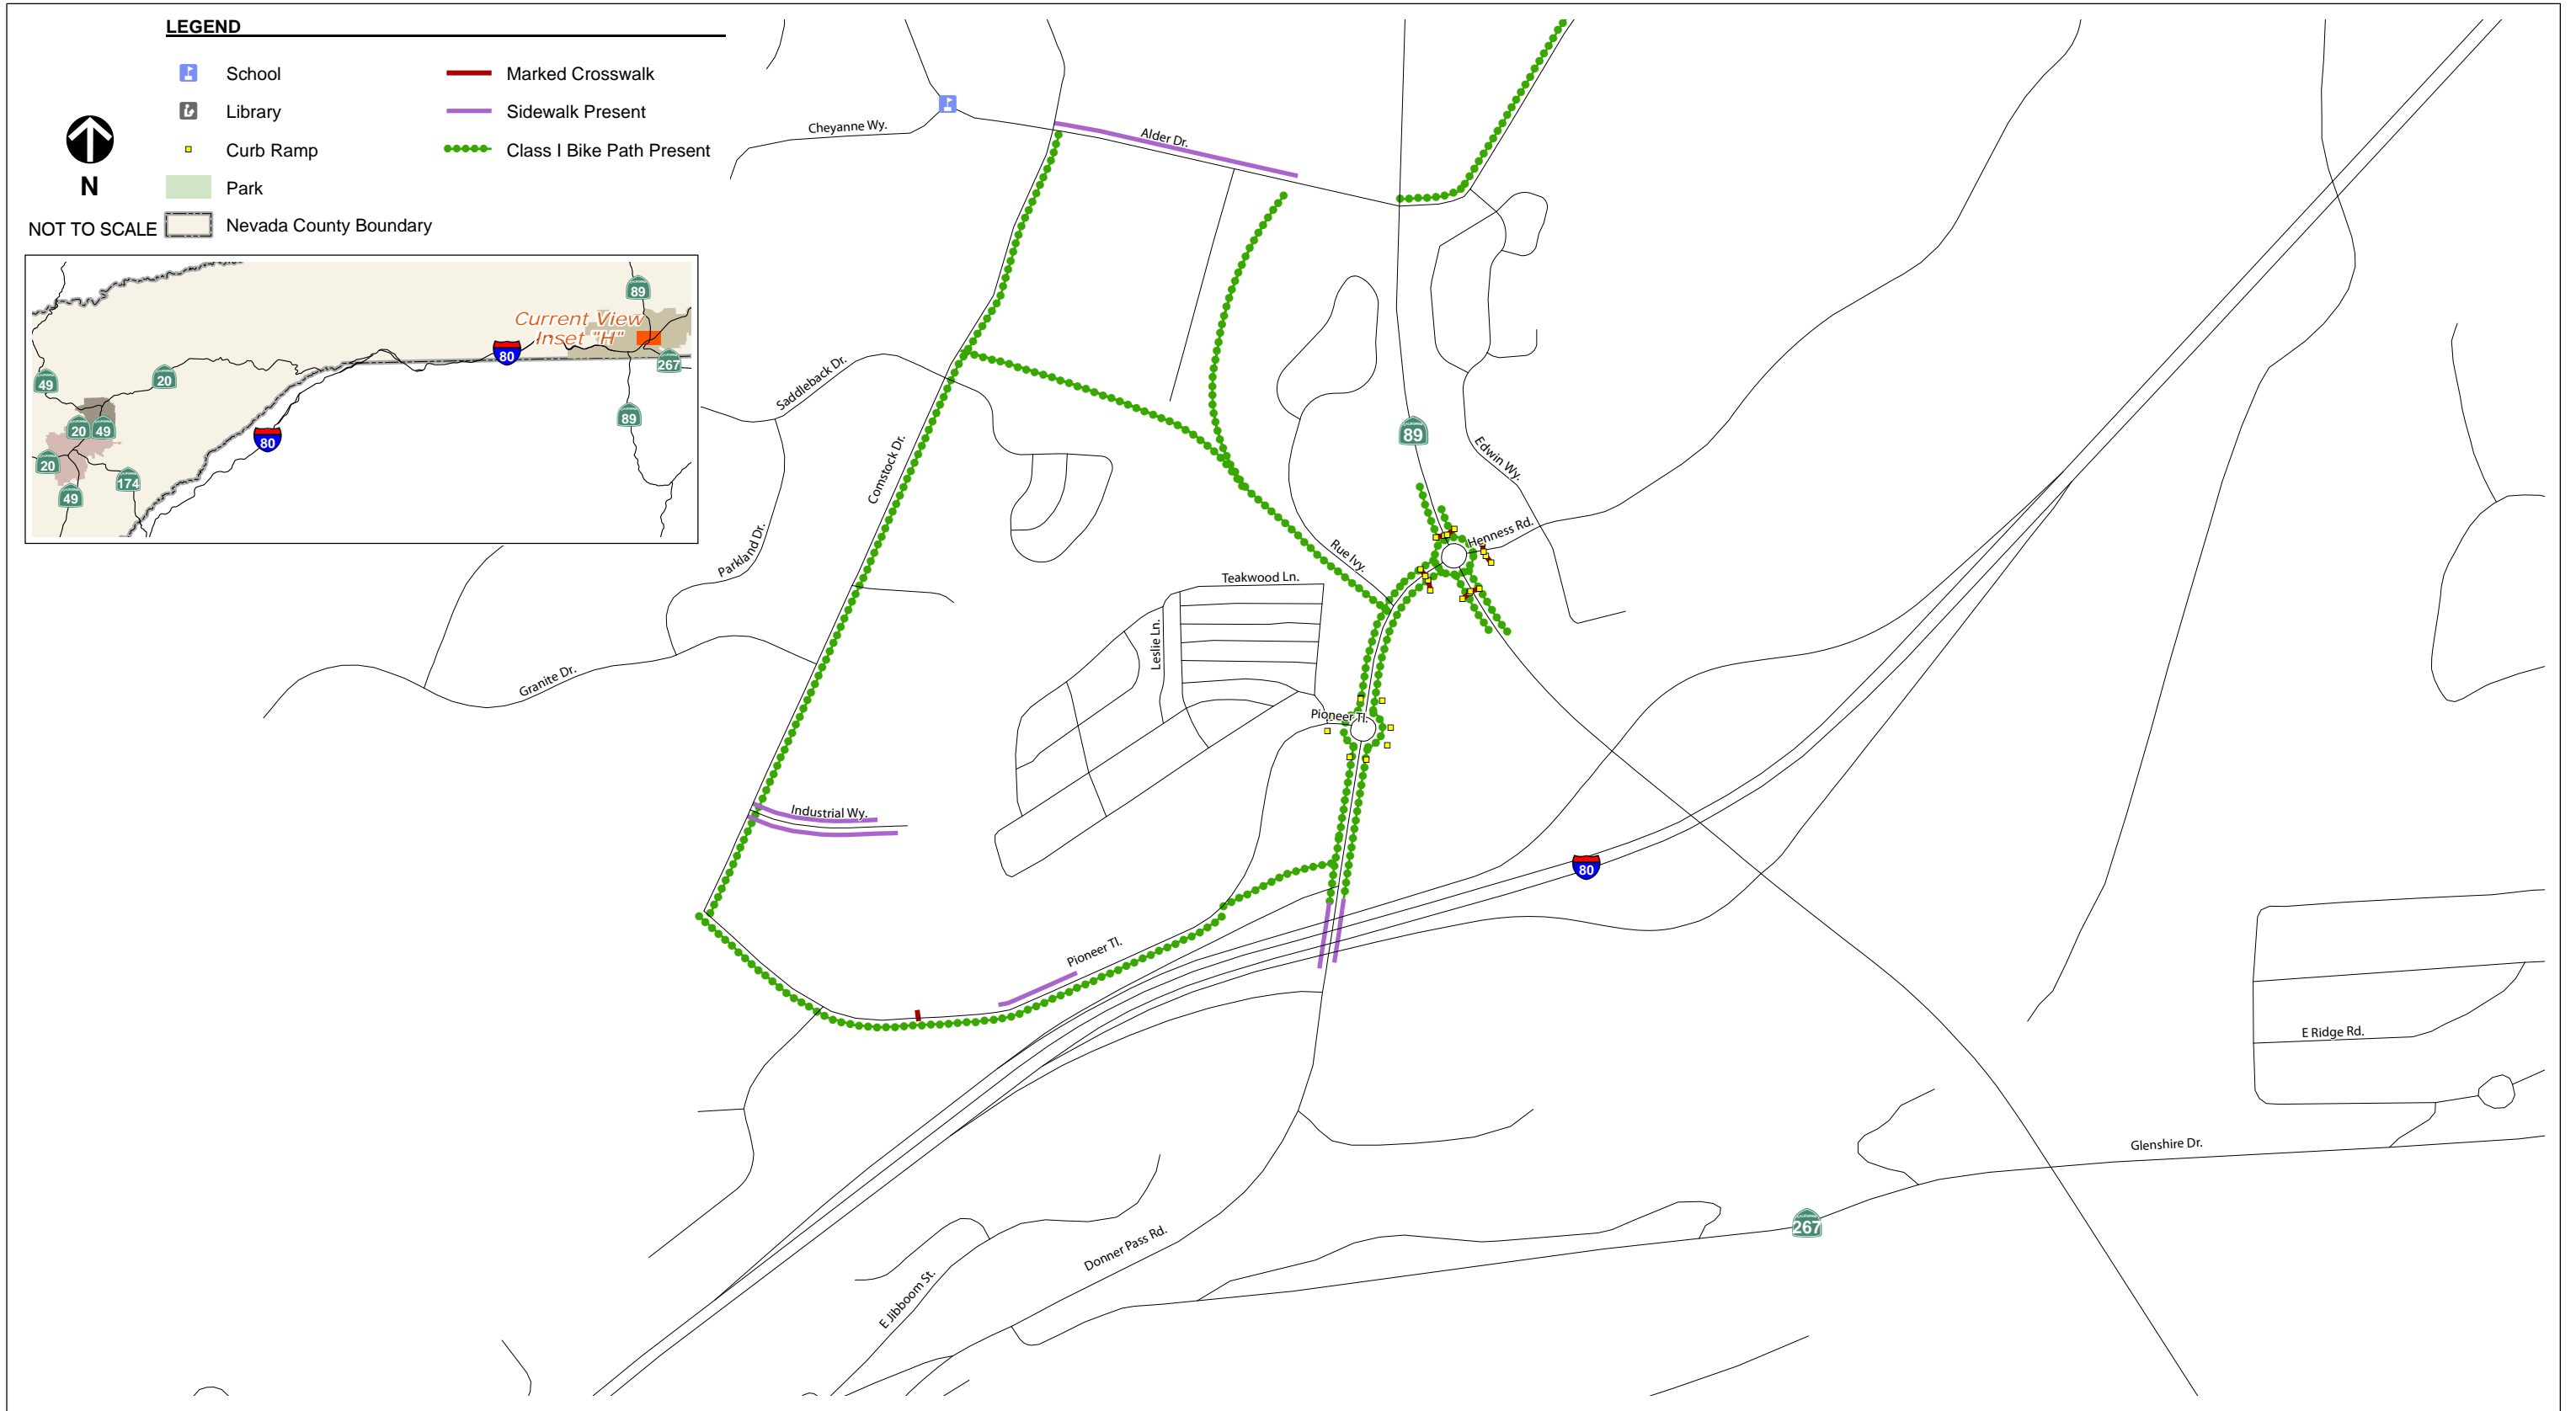 LEGEND
School
Library
Curb Ramp
Park
Nevada County Boundary
Marked Crosswalk
Sidewalk Present
Class I Bike Path Present
N
NOT TO SCALE
Current View
Inset "H"
89
80
267
49
20
20
49
89
80
20
174
49
Cheyanne Wy.
Alder Dr.
Saddleback Dr.
Comstock Dr.
89
Edwin Wy.
Parkland Dr.
Henness Rd.
Rue Ivy.
Teakwood Ln.
Leslie Ln.
Granite Dr.
Pioneer Tl.
Industrial Wy.
80
Pioneer Tl.
E Ridge Rd.
Glenshire Dr.
267
Donner Pass Rd.
E Jibboom St.